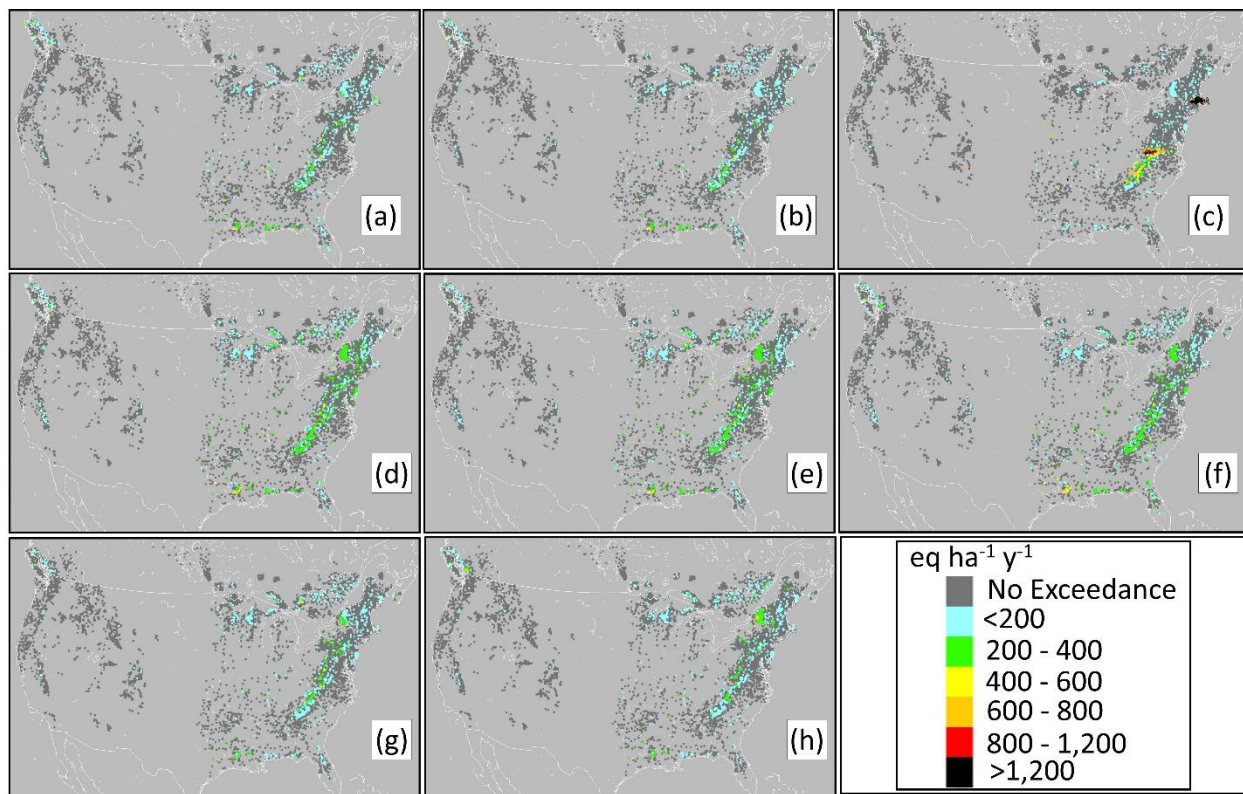 (a)
(b)
(c)
(d)
(e)
(f)
(g)
(h)
eq ha⁻¹ y⁻¹
No Exceedance
<200
200 - 400
400 - 600
600 - 800
800 - 1,200
>1,200